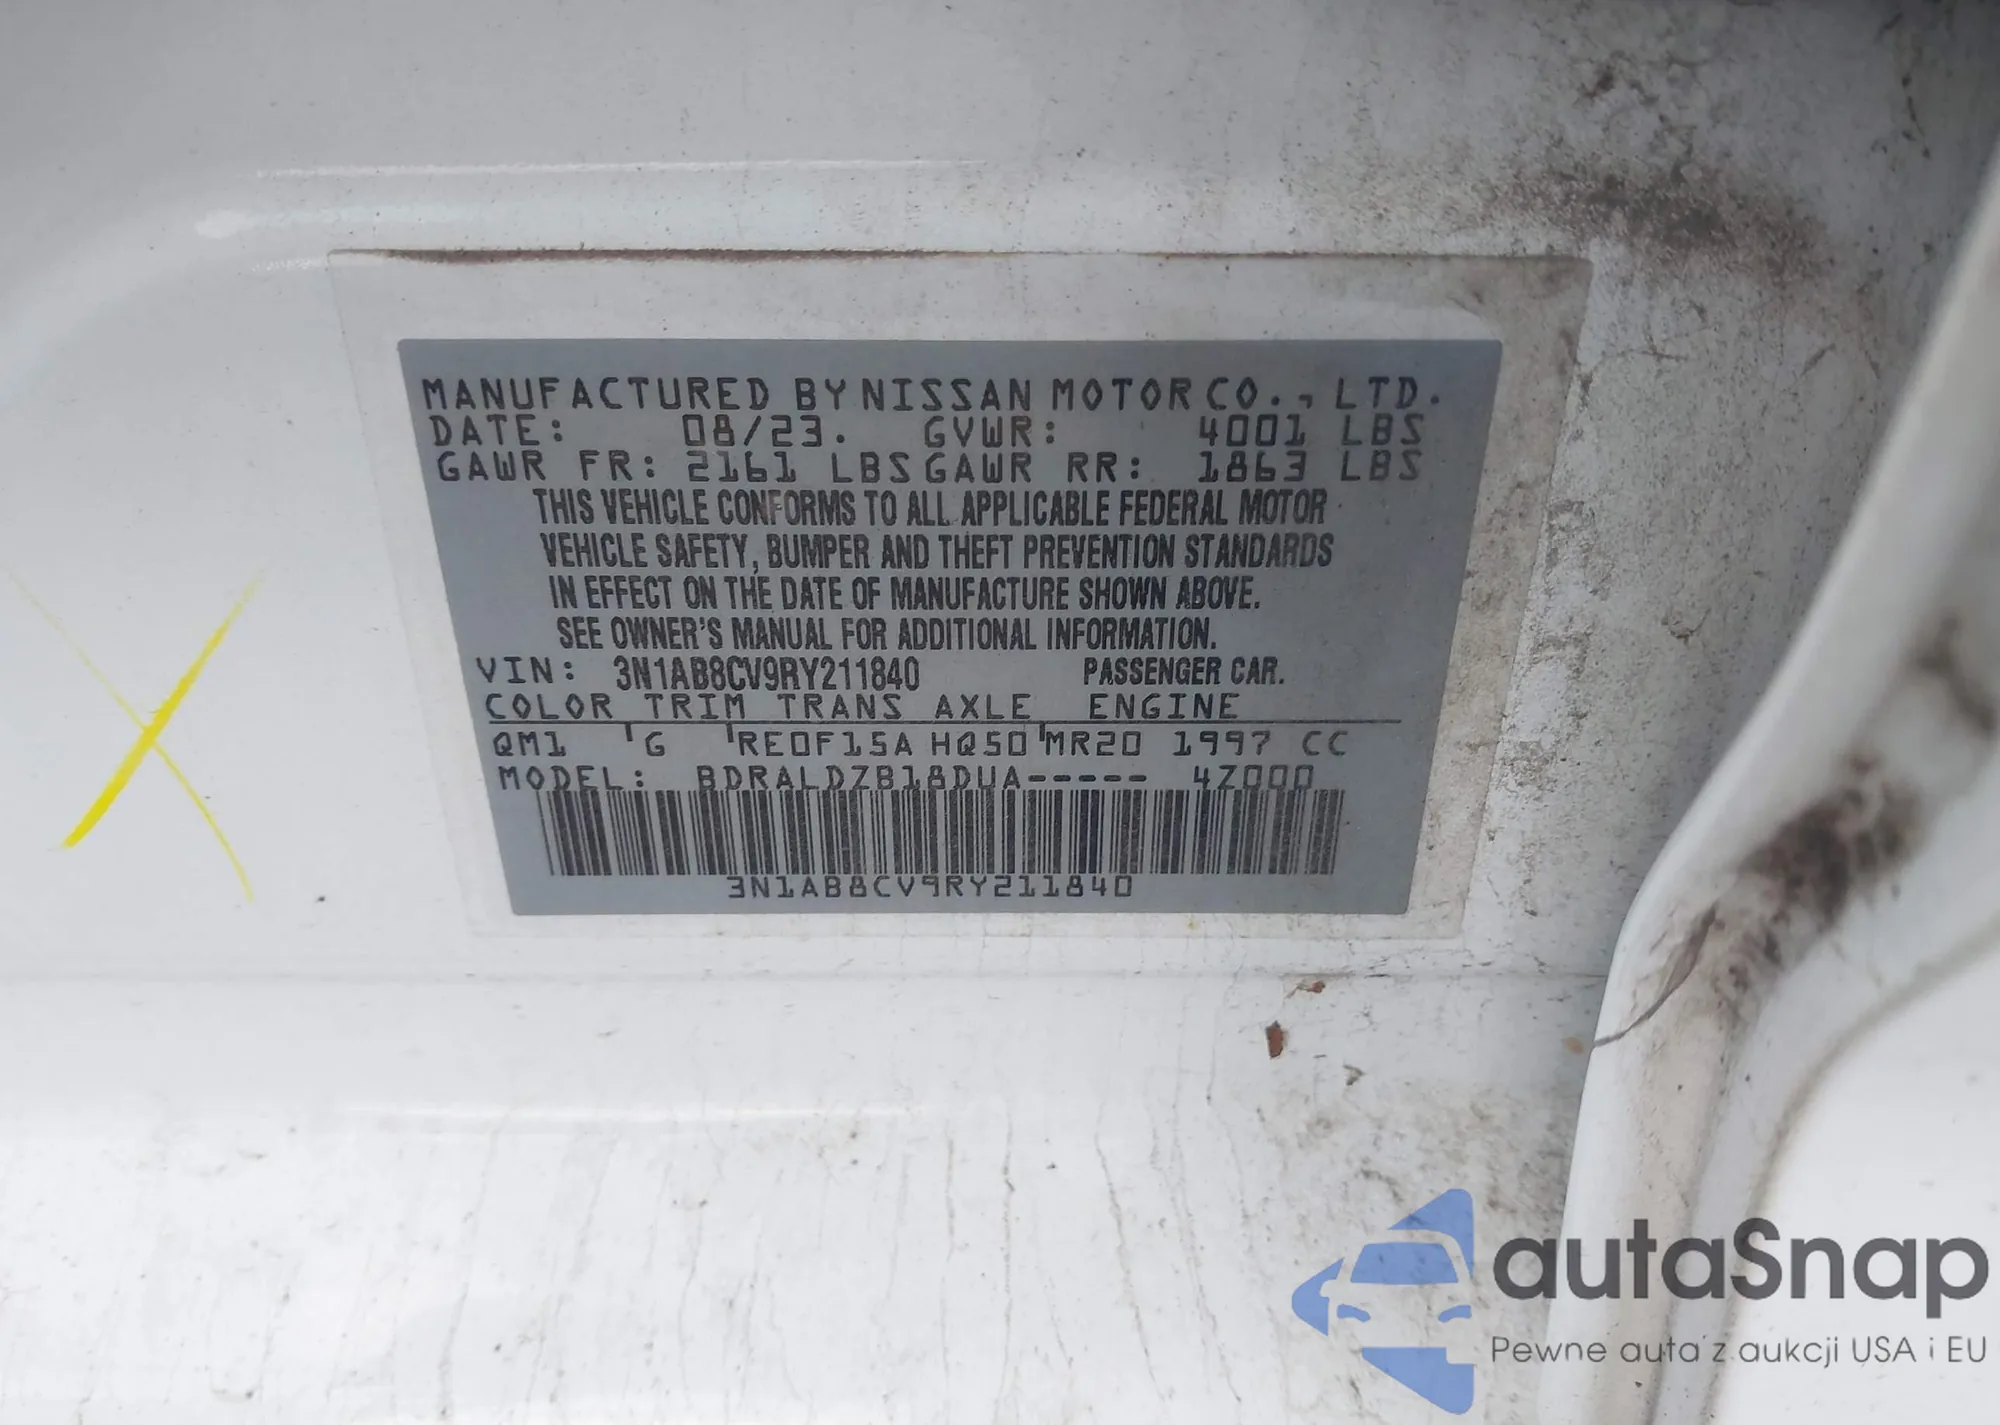 MANUFACTURED BY NISSAN MOTOR CO., LTD.
DATE: 08/23. GVWR: 4001 LBS
GAWR FR: 2161 LBS GAWR RR: 1863 LBS
THIS VEHICLE CONFORMS TO ALL APPLICABLE FEDERAL MOTOR
VEHICLE SAFETY, BUMPER AND THEFT PREVENTION STANDARDS
IN EFFECT ON THE DATE OF MANUFACTURE SHOWN ABOVE.
SEE OWNER'S MANUAL FOR ADDITIONAL INFORMATION.
VIN: 3N1AB8CV9RY211840 PASSENGER CAR.
COLOR TRIM TRANS AXLE ENGINE
QM1 G RE0F15A HQ50 MR20 1997 CC
MODEL: BDRALDZB18DUA----- 4Z000
3N1AB8CV9RY211840
autaSnap
Pewne auta z aukcji USA i EU